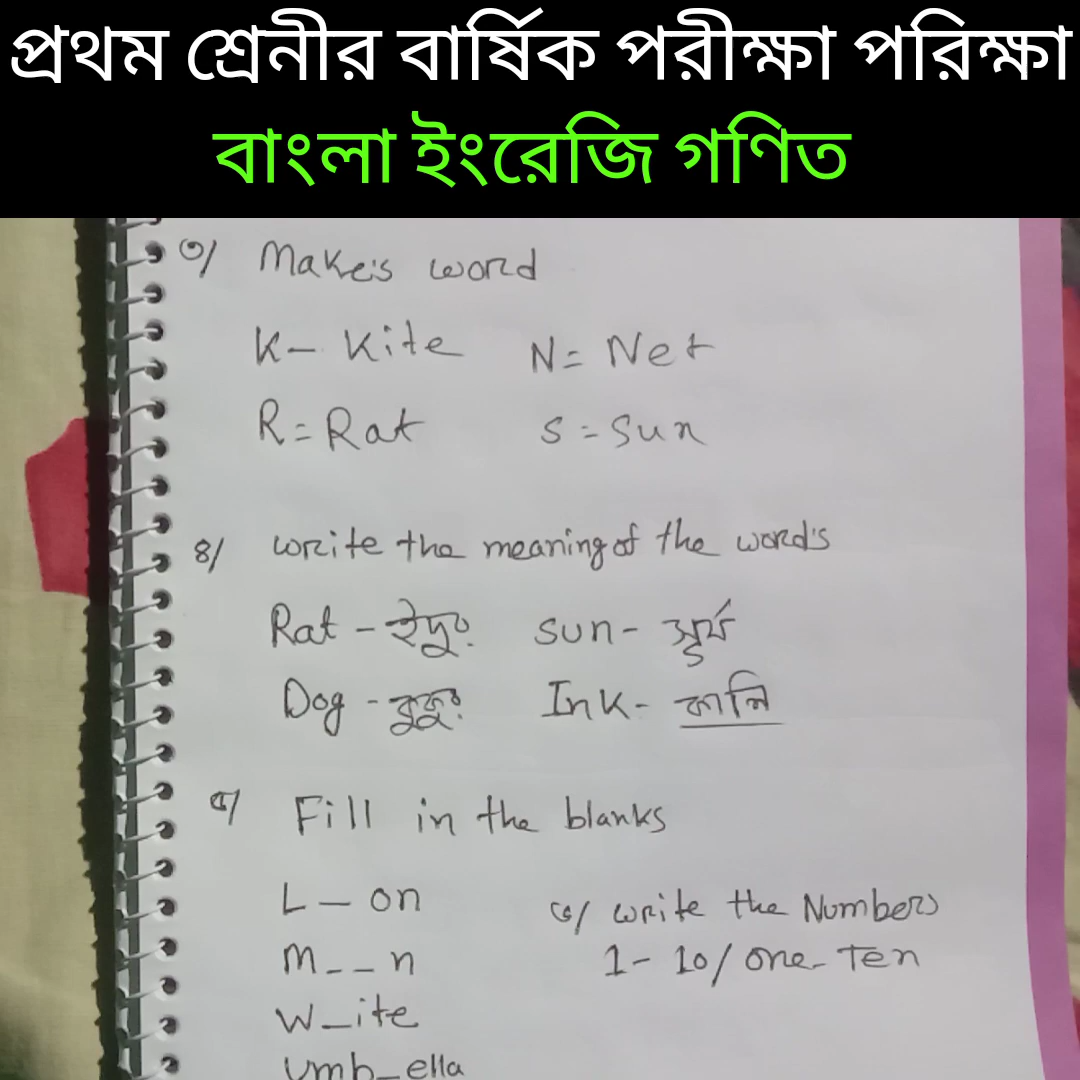 প্রথম শ্রেনীর বার্ষিক পরীক্ষা পরিক্ষা
বাংলা ইংরেজি গণিত
৩/ Make's word
K- Kite N= Net
R= Rat S = Sun
৪/ write the meaning of the word's
Rat - ইদুর sun- সূর্য
Dog - কুকুর Ink- কালি
৫/ Fill in the blanks
L _ on
৬/ write the Numbers
M _ _ n
1- 10/ one- Ten
W_ite
Umb_ella